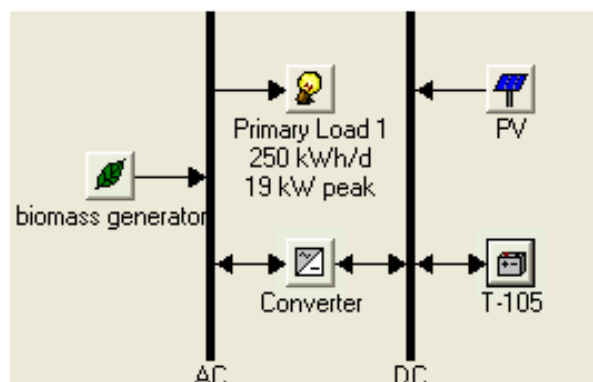 Primary Load 1
250 kWh/d
19 kW peak
PV
biomass generator
Converter
T-105
AC
DC